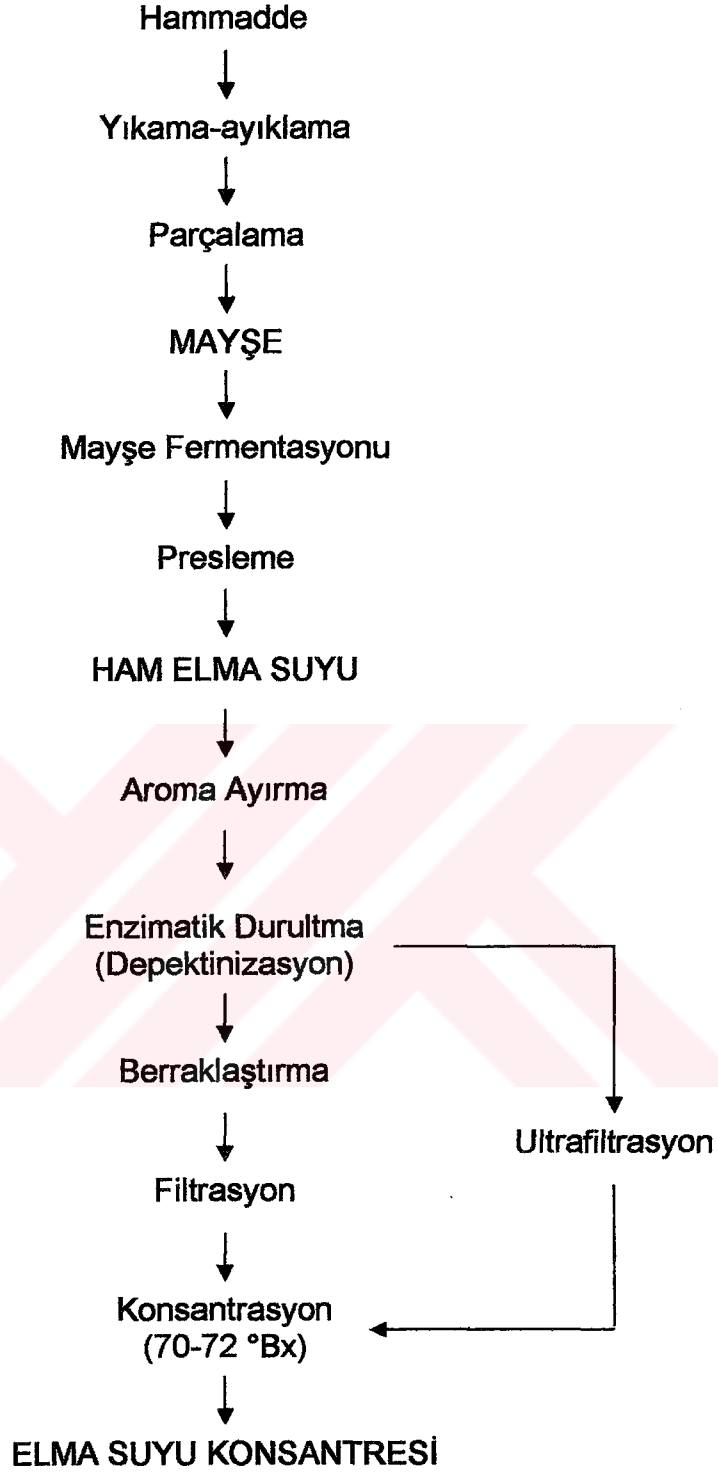 Hammadde
Yıkama-ayıklama
Parçalama
MAYŞE
Mayşe Fermentasyonu
Presleme
HAM ELMA SUYU
Aroma Ayırma
Enzimatik Durultma
(Depektinizasyon)
Berraklaştırma
Ultrafiltrasyon
Filtrasyon
Konsantrasyon
(70-72 °Bx)
ELMA SUYU KONSANTRESİ